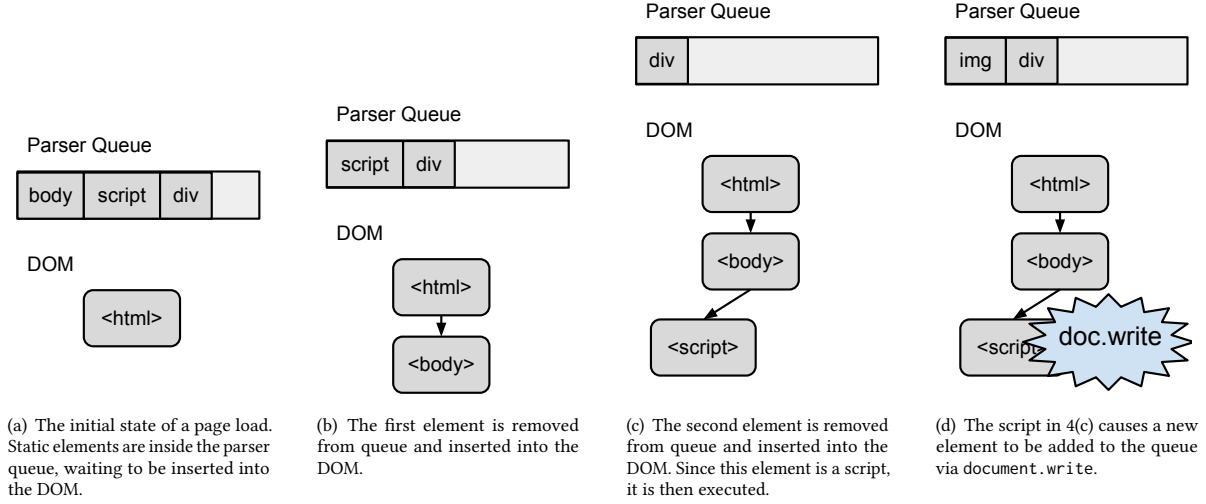 Parser Queue
body script div
DOM
<html>
(a) The initial state of a page load.
Static elements are inside the parser
queue, waiting to be inserted into
the DOM.
Parser Queue
script div
DOM
<html>
<body>
(b) The first element is removed
from queue and inserted into the
DOM.
Parser Queue
div
DOM
<html>
<body>
<script>
(c) The second element is removed
from queue and inserted into the
DOM. Since this element is a script,
it is then executed.
Parser Queue
img div
DOM
<html>
<body>
<script
doc.write
(d) The script in 4(c) causes a new
element to be added to the queue
via document.write.